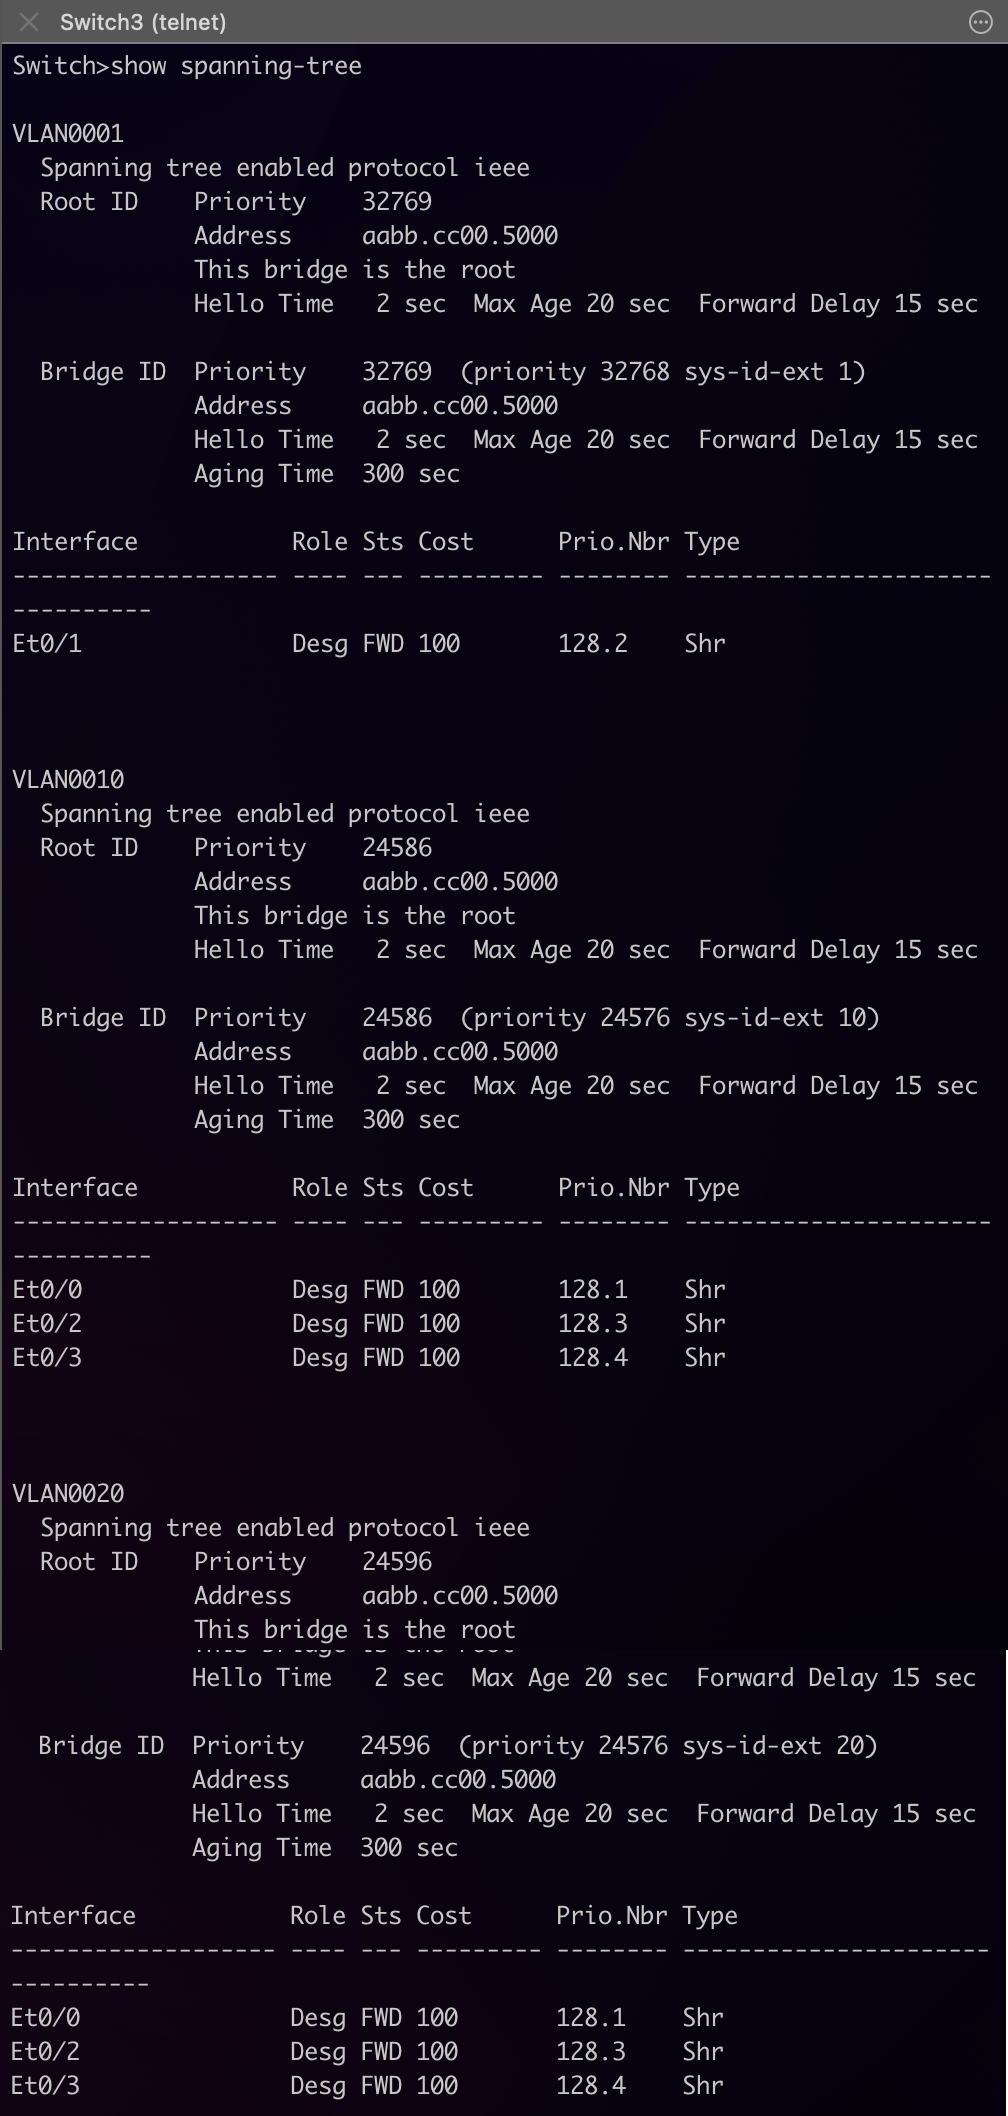 Switch3 (telnet)
Switch>show spanning-tree
VLAN0001
  Spanning tree enabled protocol ieee
  Root ID    Priority    32769
             Address     aabb.cc00.5000
             This bridge is the root
             Hello Time   2 sec  Max Age 20 sec  Forward Delay 15 sec
  Bridge ID  Priority    32769  (priority 32768 sys-id-ext 1)
             Address     aabb.cc00.5000
             Hello Time   2 sec  Max Age 20 sec  Forward Delay 15 sec
             Aging Time  300 sec
Interface           Role Sts Cost      Prio.Nbr Type
------------------- ---- --- --------- -------- ----------------------
----------
Et0/1               Desg FWD 100       128.2    Shr
VLAN0010
  Spanning tree enabled protocol ieee
  Root ID    Priority    24586
             Address     aabb.cc00.5000
             This bridge is the root
             Hello Time   2 sec  Max Age 20 sec  Forward Delay 15 sec
  Bridge ID  Priority    24586  (priority 24576 sys-id-ext 10)
             Address     aabb.cc00.5000
             Hello Time   2 sec  Max Age 20 sec  Forward Delay 15 sec
             Aging Time  300 sec
Interface           Role Sts Cost      Prio.Nbr Type
------------------- ---- --- --------- -------- ----------------------
----------
Et0/0               Desg FWD 100       128.1    Shr
Et0/2               Desg FWD 100       128.3    Shr
Et0/3               Desg FWD 100       128.4    Shr
VLAN0020
  Spanning tree enabled protocol ieee
  Root ID    Priority    24596
             Address     aabb.cc00.5000
             This bridge is the root
             Hello Time   2 sec  Max Age 20 sec  Forward Delay 15 sec
  Bridge ID  Priority    24596  (priority 24576 sys-id-ext 20)
             Address     aabb.cc00.5000
             Hello Time   2 sec  Max Age 20 sec  Forward Delay 15 sec
             Aging Time  300 sec
Interface           Role Sts Cost      Prio.Nbr Type
------------------- ---- --- --------- -------- ----------------------
----------
Et0/0               Desg FWD 100       128.1    Shr
Et0/2               Desg FWD 100       128.3    Shr
Et0/3               Desg FWD 100       128.4    Shr